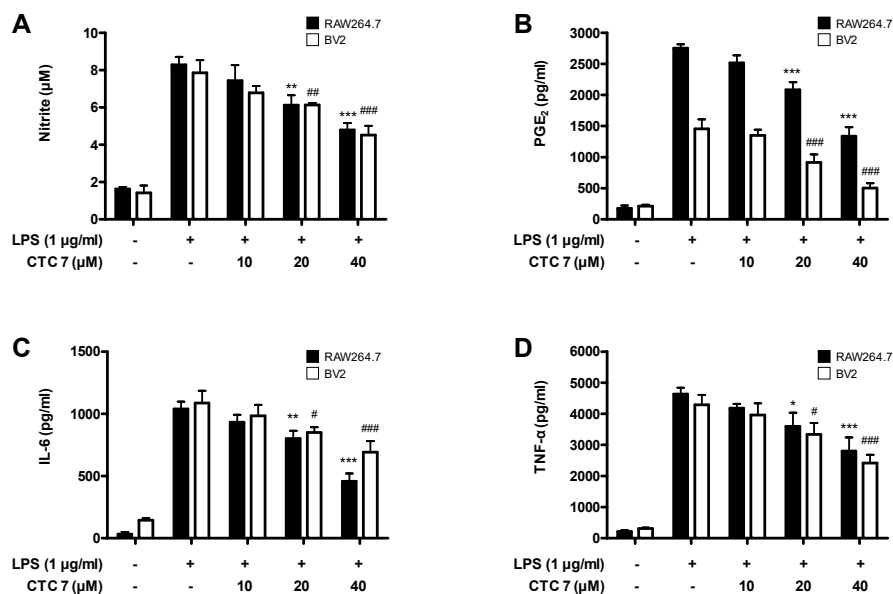 A
RAW264.7
BV2
Nitrite (μM)
10
8
6
4
2
0
** ## *** ###
LPS (1 μg/ml) - + + + +
CTC 7 (μM) - - 10 20 40
B
RAW264.7
BV2
PGE₂ (pg/ml)
3000
2500
2000
1500
1000
500
0
*** ### *** ###
LPS (1 μg/ml) - + + + +
CTC 7 (μM) - - 10 20 40
C
RAW264.7
BV2
IL-6 (pg/ml)
1500
1000
500
0
** # *** ###
LPS (1 μg/ml) - + + + +
CTC 7 (μM) - - 10 20 40
D
RAW264.7
BV2
TNF-α (pg/ml)
6000
5000
4000
3000
2000
1000
0
* # *** ###
LPS (1 μg/ml) - + + + +
CTC 7 (μM) - - 10 20 40